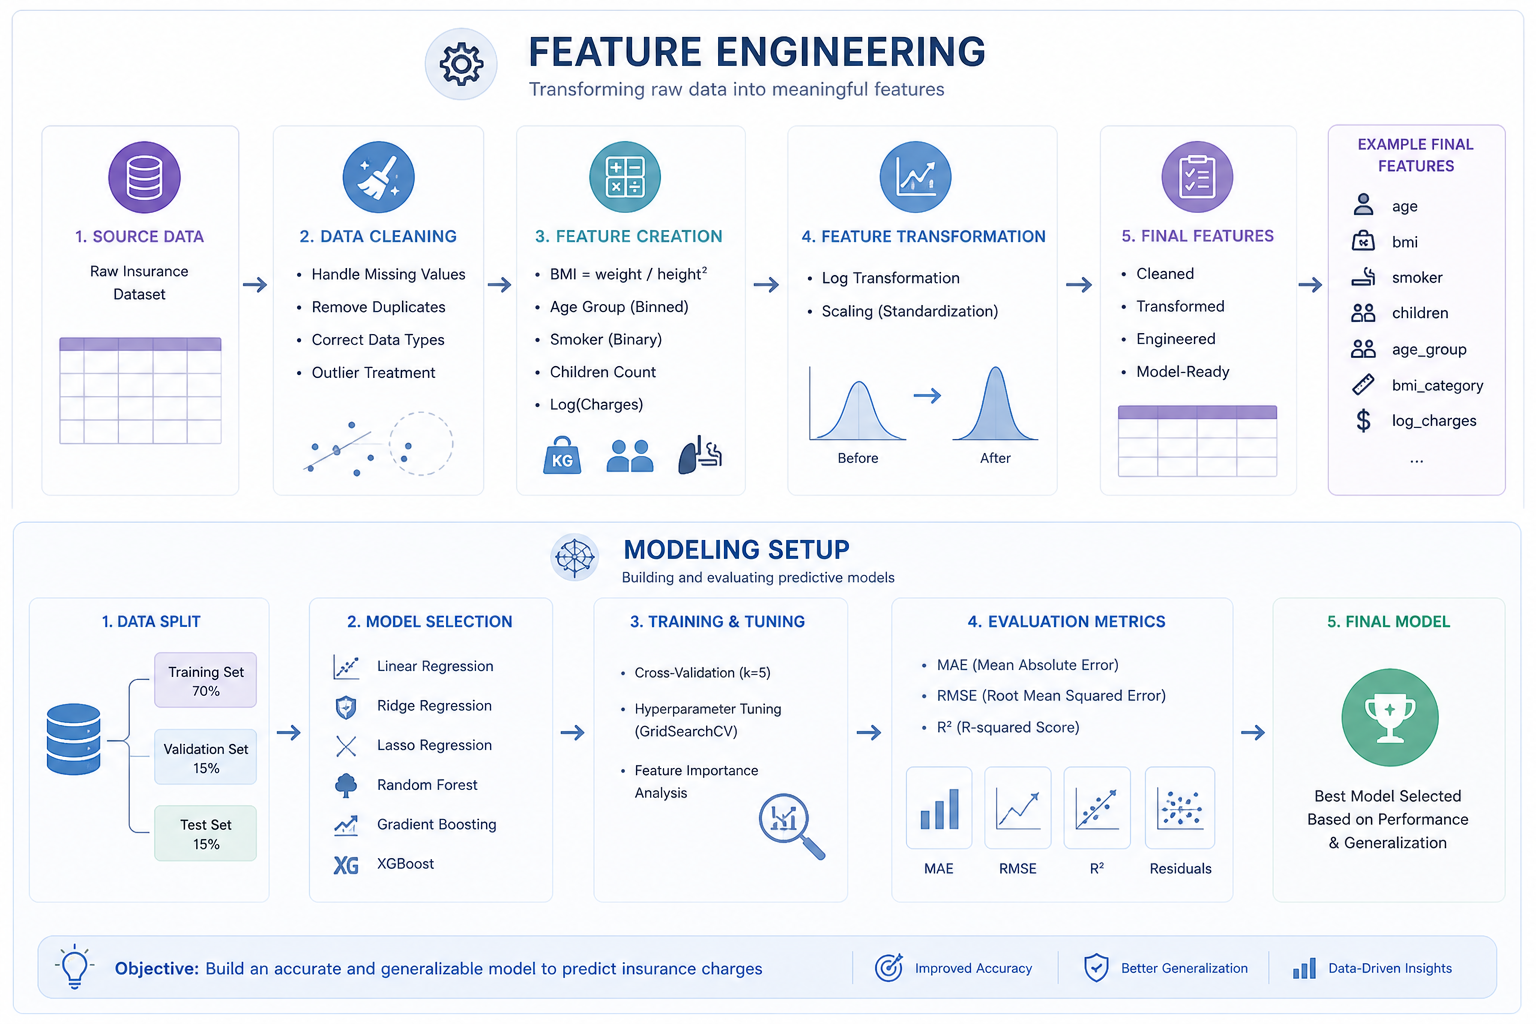 FEATURE ENGINEERING
Transforming raw data into meaningful features
1. SOURCE DATA
Raw Insurance
Dataset
2. DATA CLEANING
• Handle Missing Values
• Remove Duplicates
• Correct Data Types
• Outlier Treatment
3. FEATURE CREATION
• BMI = weight / height²
• Age Group (Binned)
• Smoker (Binary)
• Children Count
• Log(Charges)
KG
4. FEATURE TRANSFORMATION
• Log Transformation
• Scaling (Standardization)
Before
After
5. FINAL FEATURES
• Cleaned
• Transformed
• Engineered
• Model-Ready
EXAMPLE FINAL
FEATURES
age
bmi
smoker
children
age_group
bmi_category
$ log_charges
...
MODELING SETUP
Building and evaluating predictive models
1. DATA SPLIT
Training Set
70%
Validation Set
15%
Test Set
15%
2. MODEL SELECTION
Linear Regression
Ridge Regression
Lasso Regression
Random Forest
Gradient Boosting
XG XGBoost
3. TRAINING & TUNING
• Cross-Validation (k=5)
• Hyperparameter Tuning
(GridSearchCV)
• Feature Importance
Analysis
4. EVALUATION METRICS
• MAE (Mean Absolute Error)
• RMSE (Root Mean Squared Error)
• R² (R-squared Score)
MAE
RMSE
R²
Residuals
5. FINAL MODEL
Best Model Selected
Based on Performance
& Generalization
Objective: Build an accurate and generalizable model to predict insurance charges
Improved Accuracy
Better Generalization
Data-Driven Insights